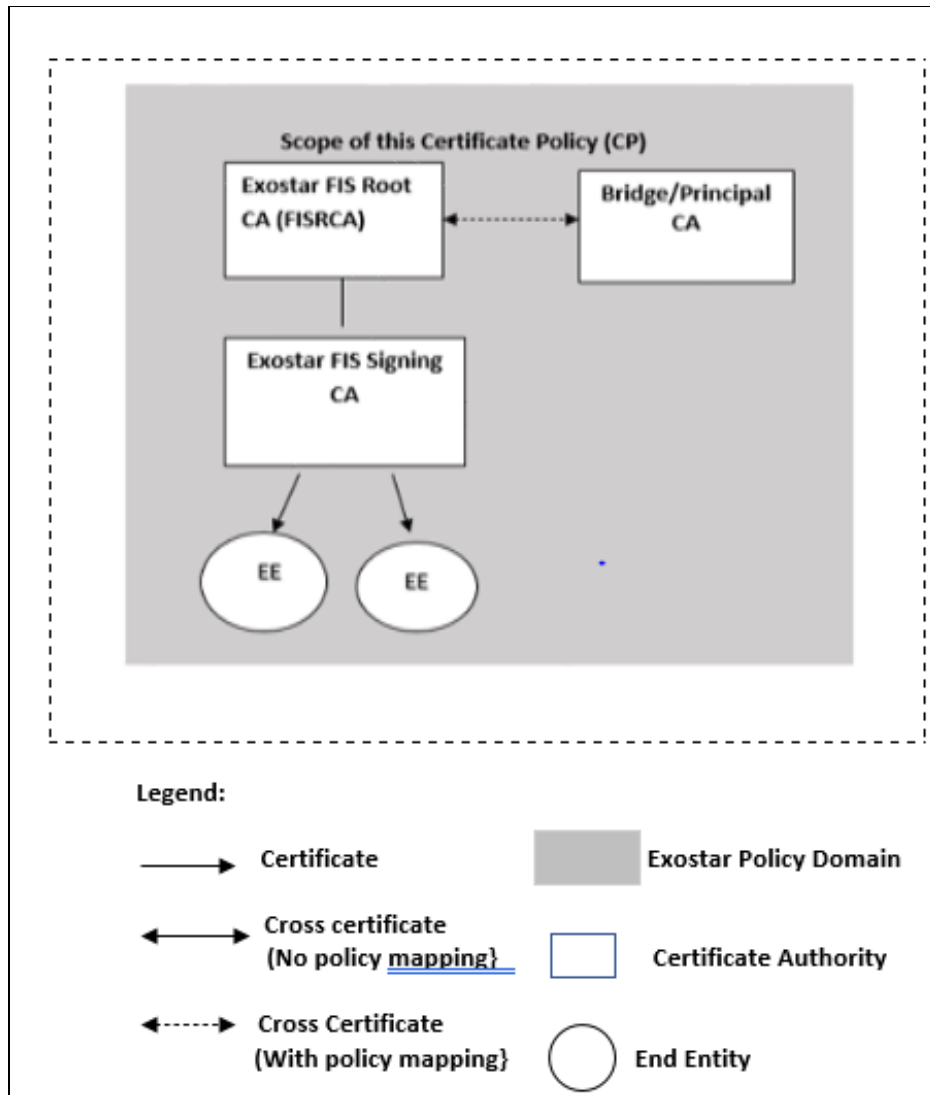 Scope of this Certificate Policy (CP)
Exostar FIS Root
CA (FISRCA)
Bridge/Principal
CA
Exostar FIS Signing
CA
EE
EE
Legend:
Certificate
Exostar Policy Domain
Cross certificate
(No policy mapping}
Certificate Authority
Cross Certificate
(With policy mapping}
End Entity